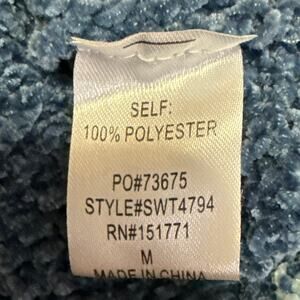 SELF:
100% POLYESTER
PO#73675
STYLE#SWT4794
RN#151771
M
MADE IN CHINA